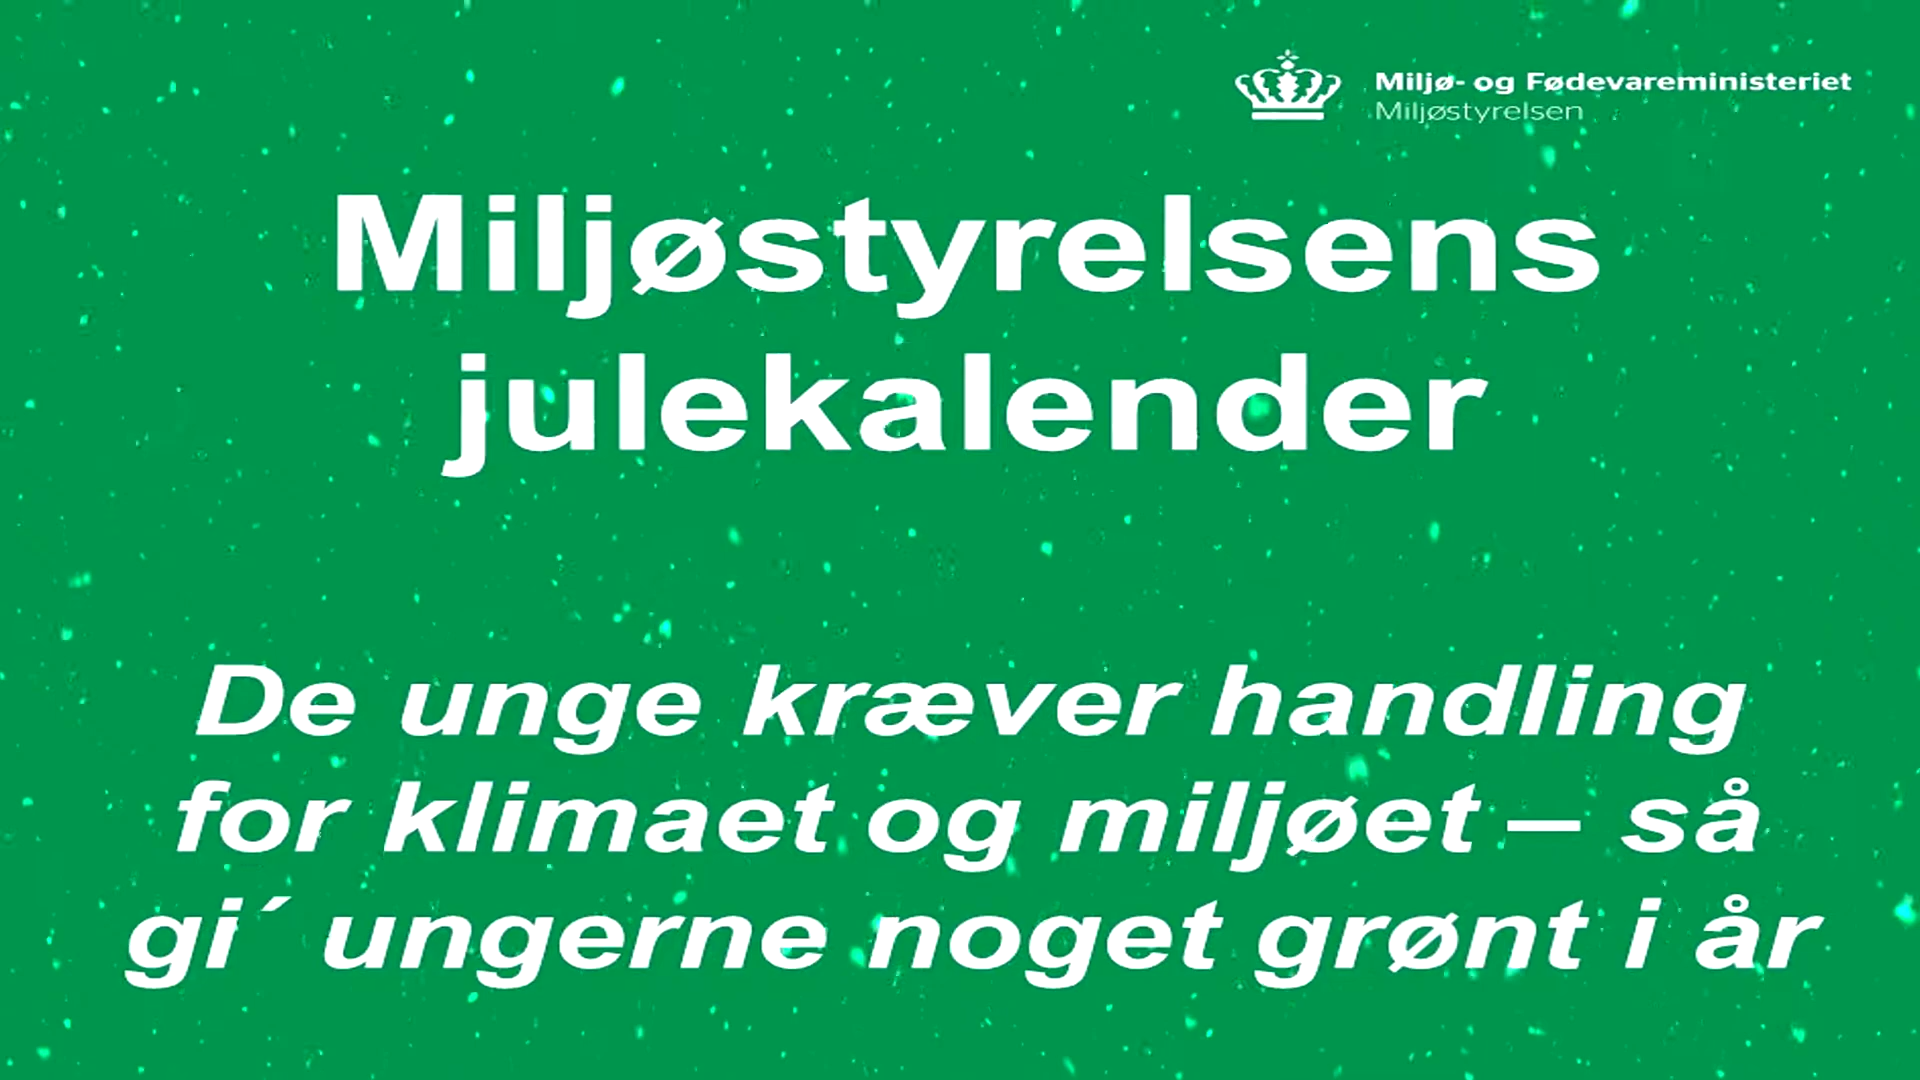 Miljø- og Fødevareministeriet
Miljøstyrelsen
Miljøstyrelsens
julekalender
De unge kræver handling
for klimaet og miljøet – så
gi´ ungerne noget grønt i år